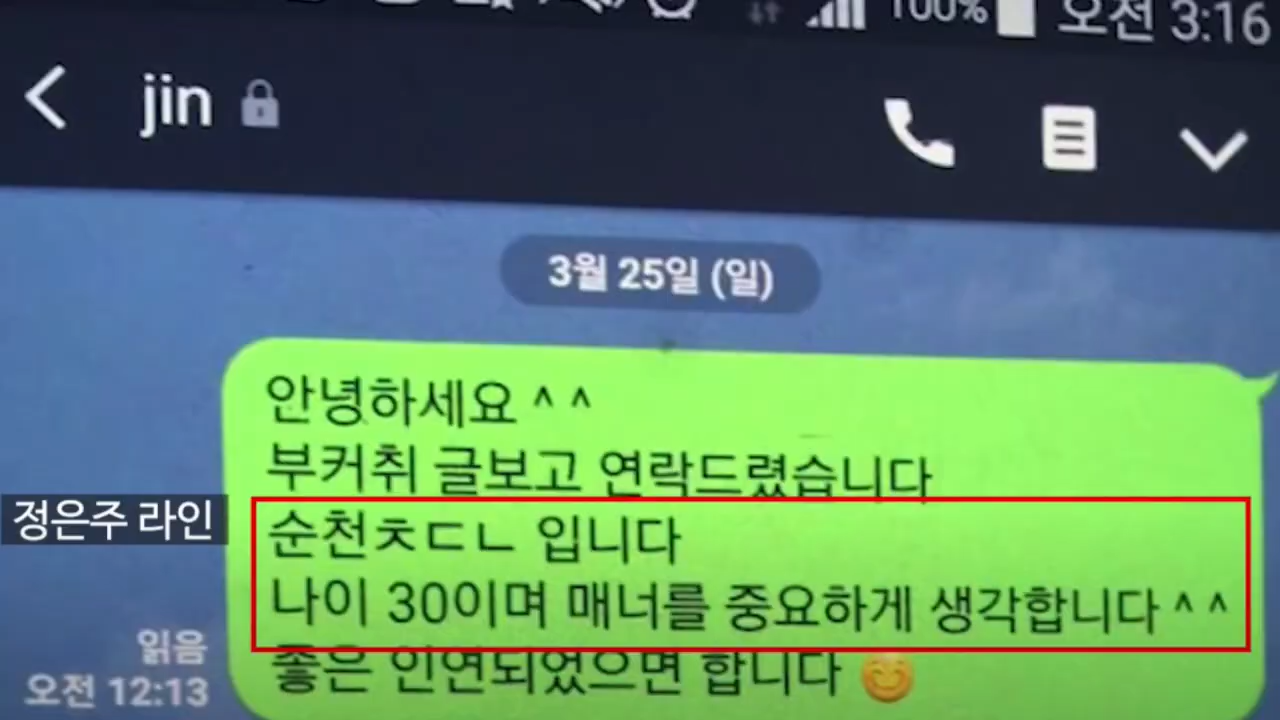 100% 오전 3:16
jin
3월 25일 (일)
안녕하세요 ^ ^
부커취 글보고 연락드렸습니다
순천ㅊㄷㄴ 입니다
나이 30이며 매너를 중요하게 생각합니다 ^ ^
좋은 인연되었으면 합니다 😊
정은주 라인
읽음
오전 12:13